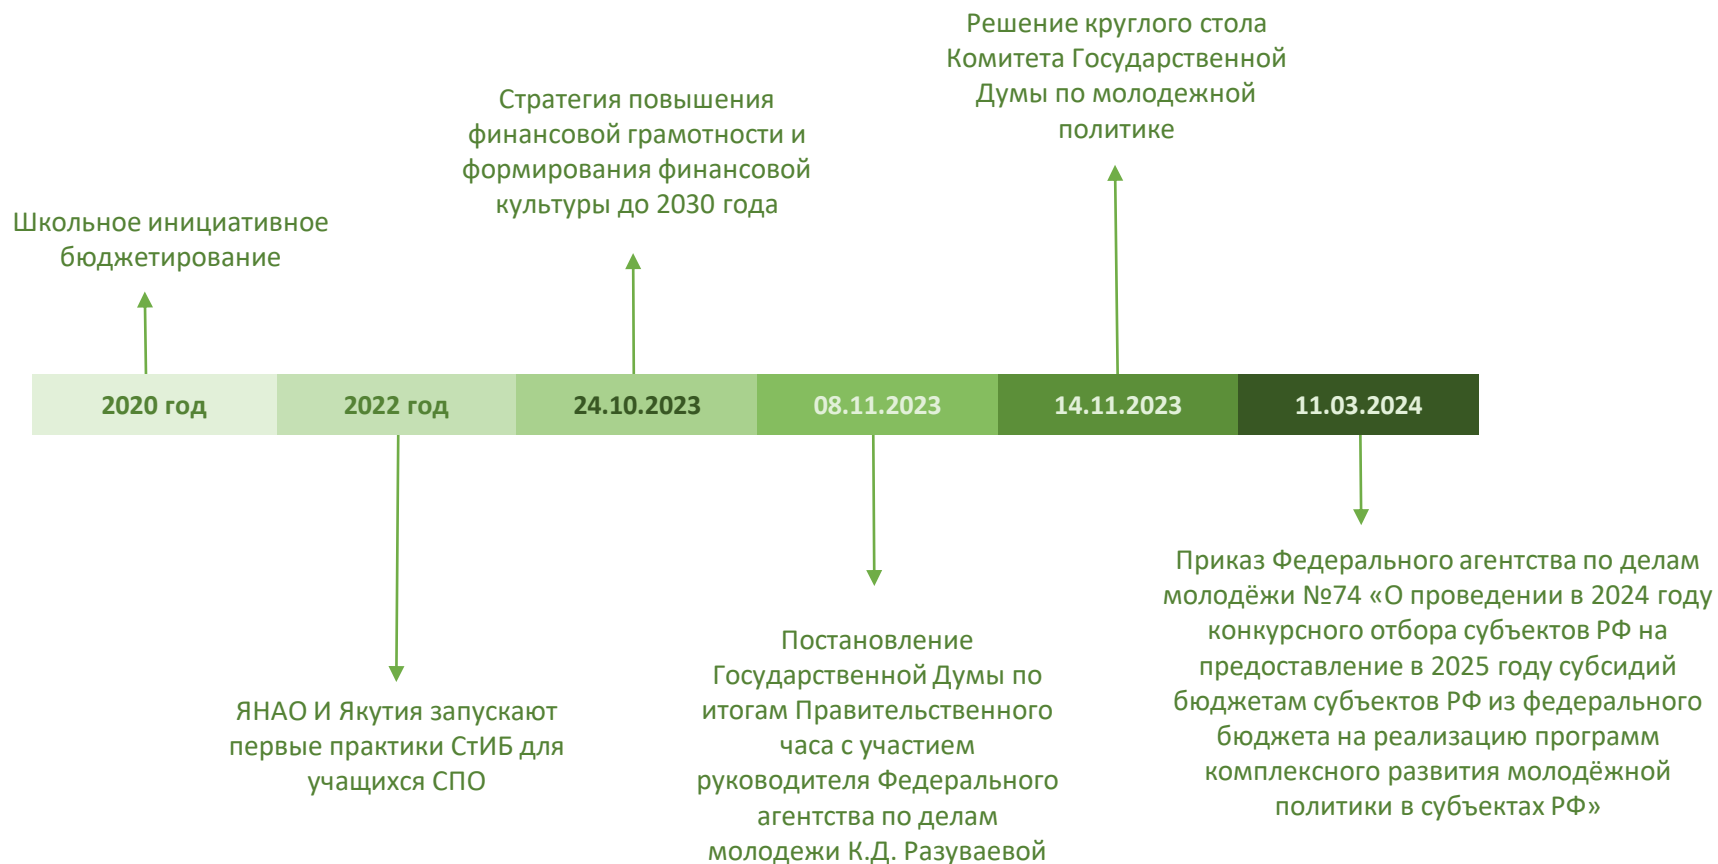 Решение круглого стола
Комитета Государственной
Думы по молодежной
политике
Стратегия повышения
финансовой грамотности и
формирования финансовой
культуры до 2030 года
Школьное инициативное
бюджетирование
2020 год
2022 год
24.10.2023
08.11.2023
14.11.2023
11.03.2024
ЯНАО И Якутия запускают
первые практики СтИБ для
учащихся СПО
Постановление
Государственной Думы по
итогам Правительственного
часа с участием
руководителя Федерального
агентства по делам
молодежи К.Д. Разуваевой
Приказ Федерального агентства по делам
молодёжи №74 «О проведении в 2024 году
конкурсного отбора субъектов РФ на
предоставление в 2025 году субсидий
бюджетам субъектов РФ из федерального
бюджета на реализацию программ
комплексного развития молодёжной
политики в субъектах РФ»